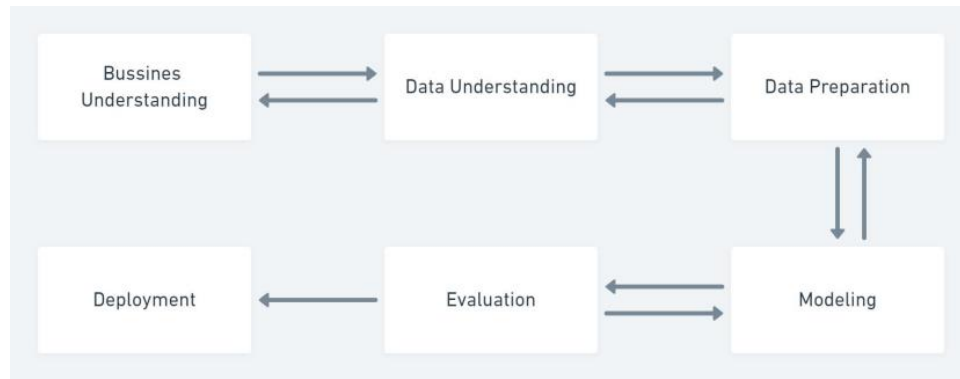 Bussines
Understanding
Data Understanding
Data Preparation
Deployment
Evaluation
Modeling